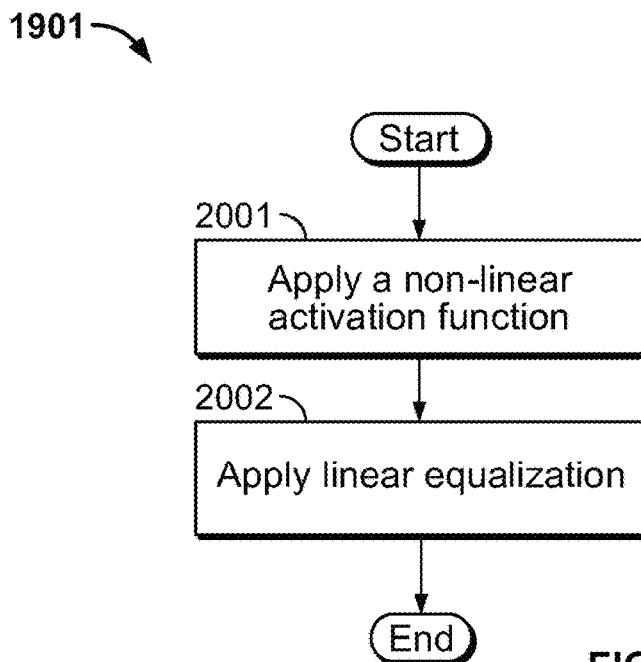 1901
Start
2001
Apply a non-linear
activation function
2002
Apply linear equalization
End